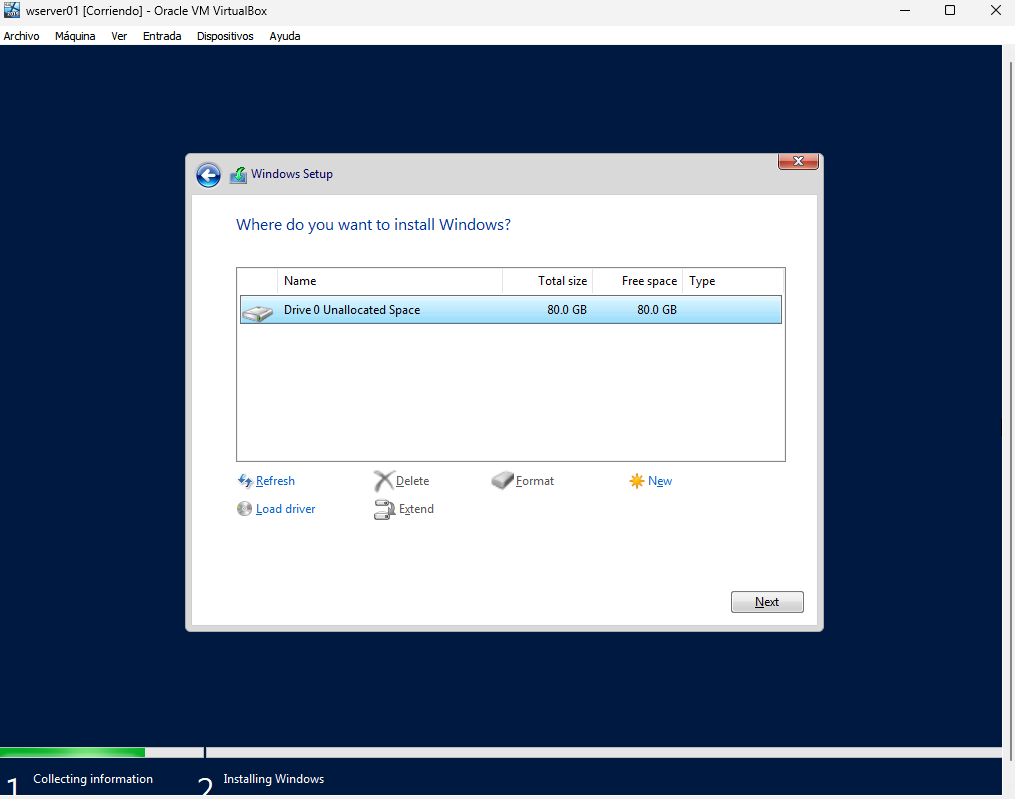 wserver01 [Corriendo] - Oracle VM VirtualBox
Archivo Máquina Ver Entrada Dispositivos Ayuda
Windows Setup
Where do you want to install Windows?
Name Total size Free space Type
Drive 0 Unallocated Space 80.0 GB 80.0 GB
Refresh Delete Format New
Load driver Extend
Next
1 Collecting information 2 Installing Windows